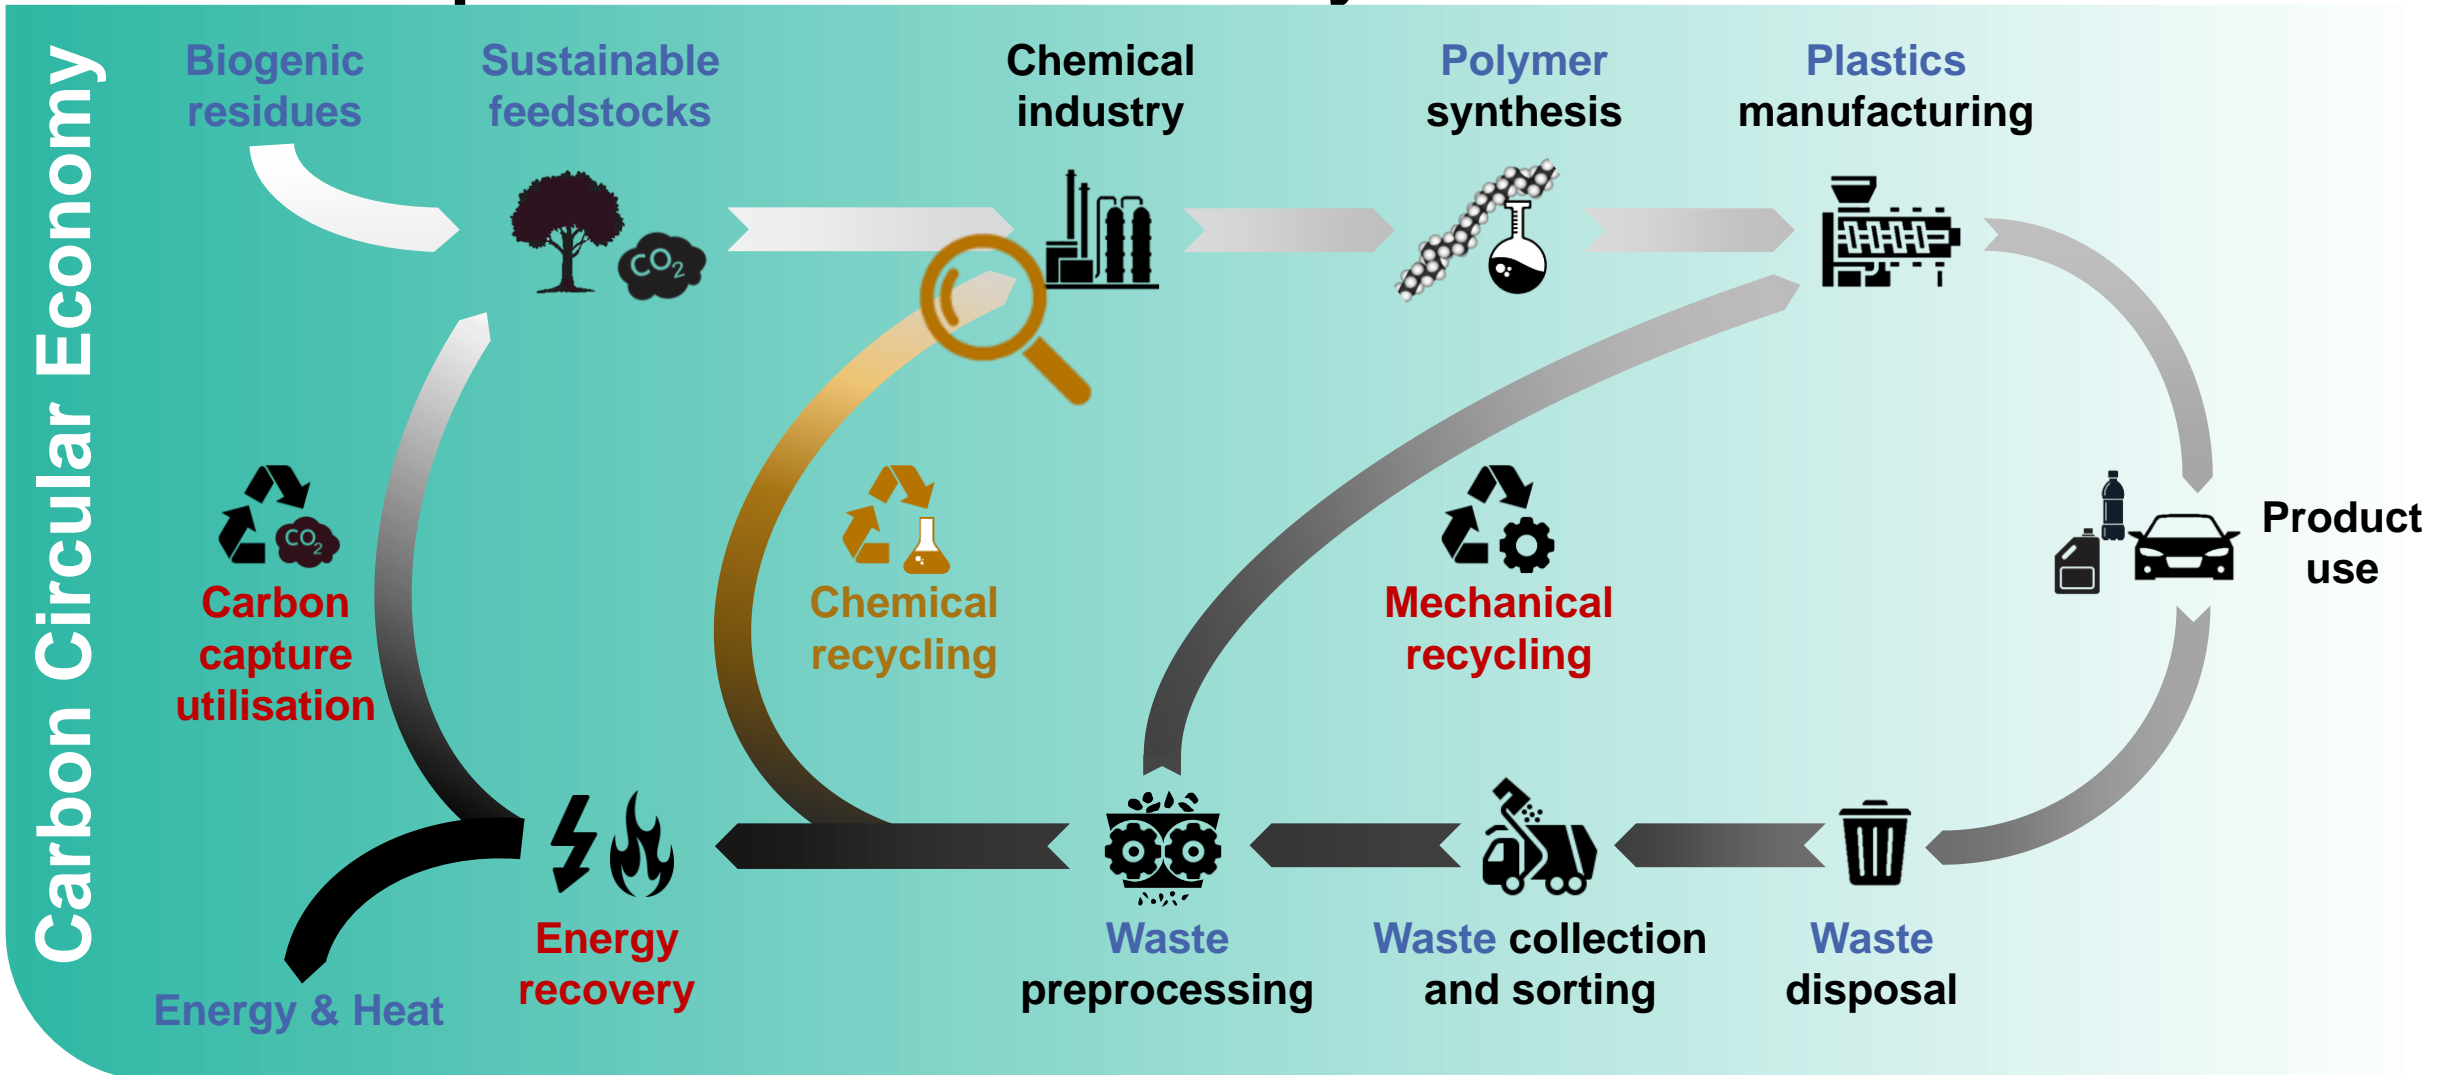 Carbon Circular Economy
Biogenic
residues
Sustainable
feedstocks
Chemical
industry
Polymer
synthesis
Plastics
manufacturing
CO2
CO2
Carbon
capture
utilisation
Chemical
recycling
Mechanical
recycling
Product
use
Energy & Heat
Energy
recovery
Waste
preprocessing
Waste collection
and sorting
Waste
disposal